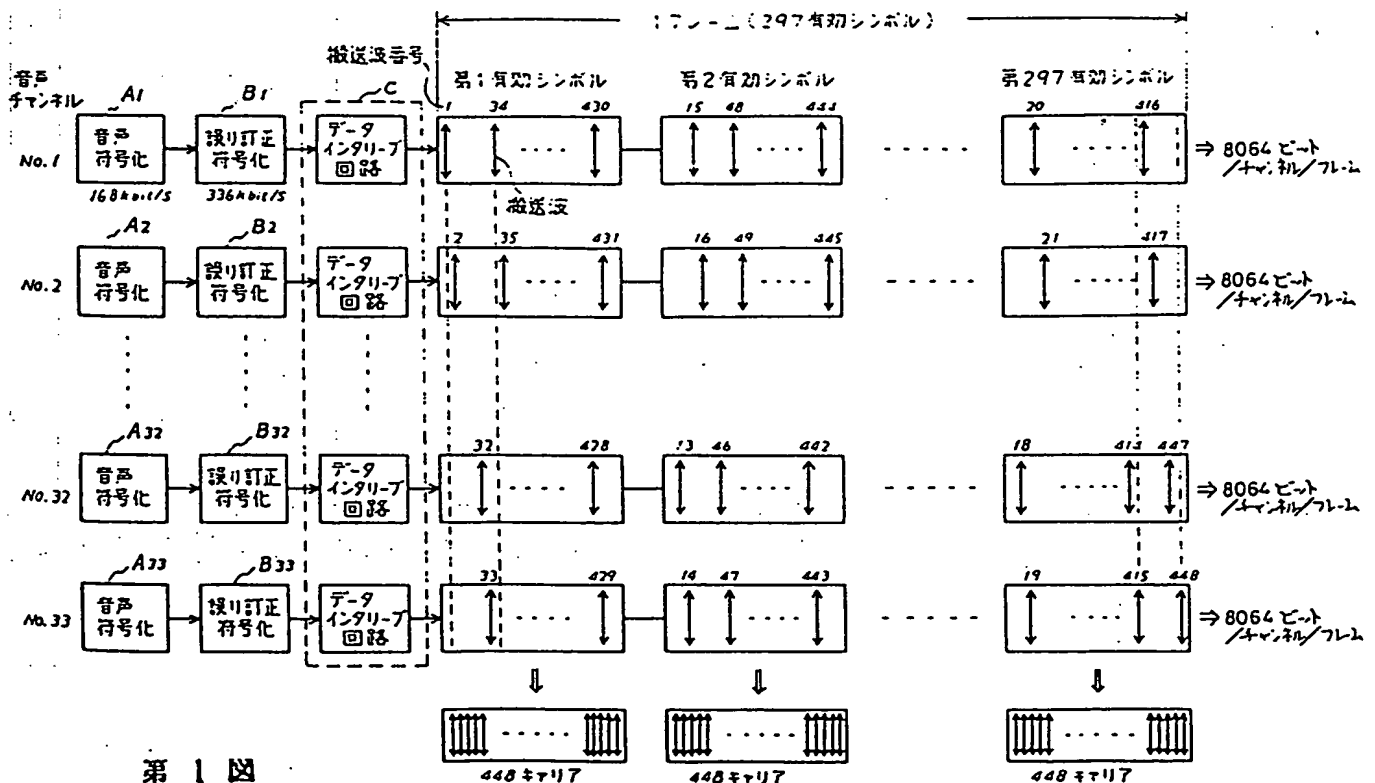 1フレーム(297有効シンボル)
搬送波番号
音声
チャンネル
A1
B1
C
第1有効シンボル
第2有効シンボル
第297有効シンボル
1 34 430
15 48 444
20 416
No.1
音声
符号化
誤り訂正
符号化
データ
インタリーブ
回路
⇒ 8064 ビット
/チャンネル/フレーム
168kbit/s
336kbit/s
搬送波
A2
B2
2 35 431
16 49 445
21 417
No.2
音声
符号化
誤り訂正
符号化
データ
インタリーブ
回路
⇒ 8064 ビット
/チャンネル/フレーム
A32
B32
32 428
13 46 442
18 414 447
No.32
音声
符号化
誤り訂正
符号化
データ
インタリーブ
回路
⇒ 8064 ビット
/チャンネル/フレーム
A33
B33
33 429
14 47 443
19 415 448
No.33
音声
符号化
誤り訂正
符号化
データ
インタリーブ
回路
⇒ 8064 ビット
/チャンネル/フレーム
448キャリア
448キャリア
448キャリア
第1図